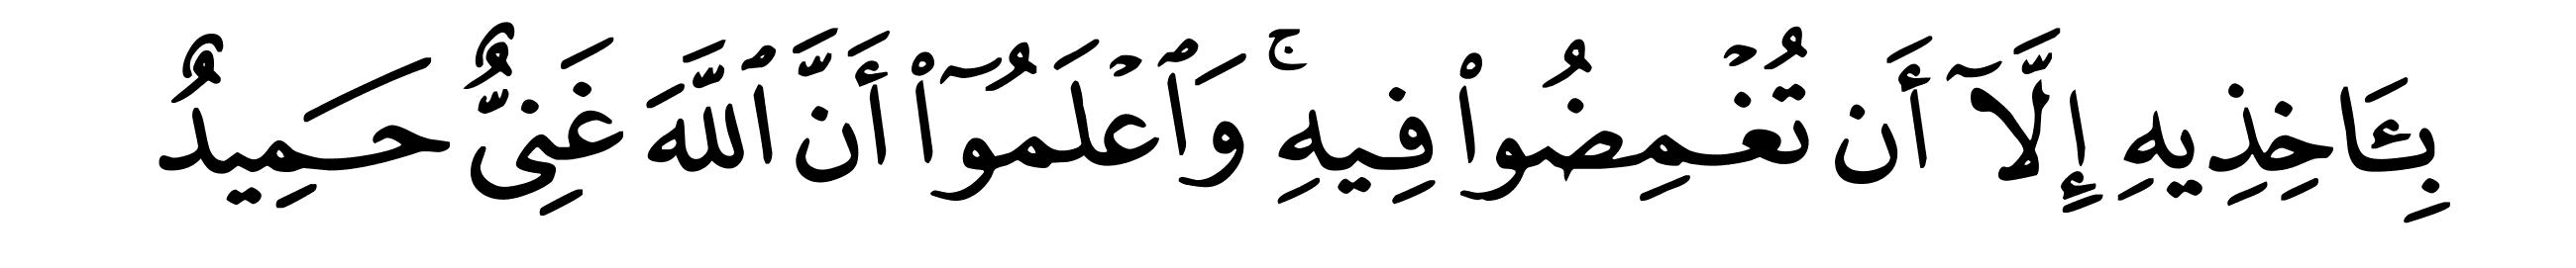 بِـَٔاخِذِيهِ إِلَّآ أَن تُغْمِضُوا۟ فِيهِ ۚ وَٱعْلَمُوٓا۟ أَنَّ ٱللَّهَ غَنِىٌّ حَمِيدٌ